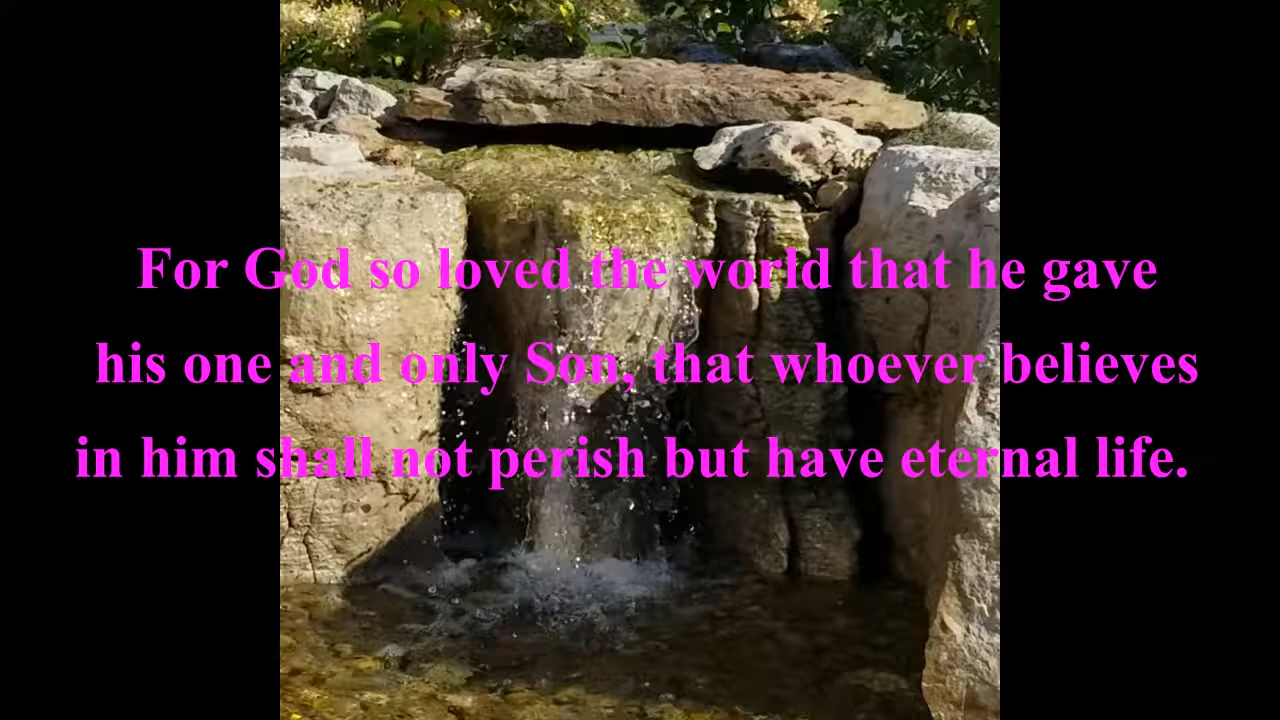 For God so loved the world that he gave
his one and only Son, that whoever believes
in him shall not perish but have eternal life.